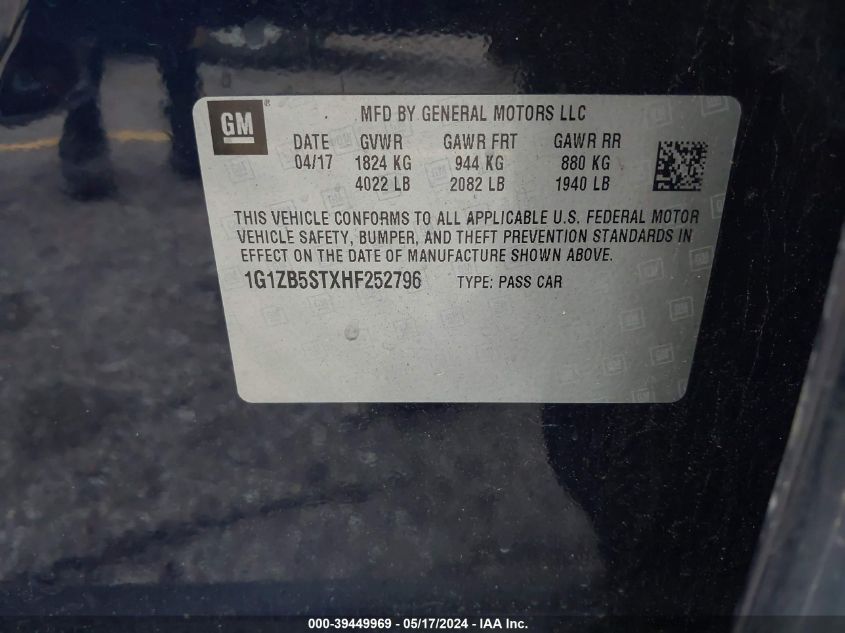 GM ®
MFD BY GENERAL MOTORS LLC
DATE GVWR GAWR FRT GAWR RR
04/17 1824 KG 944 KG 880 KG
4022 LB 2082 LB 1940 LB
THIS VEHICLE CONFORMS TO ALL APPLICABLE U.S. FEDERAL MOTOR
VEHICLE SAFETY, BUMPER, AND THEFT PREVENTION STANDARDS IN
EFFECT ON THE DATE OF MANUFACTURE SHOWN ABOVE.
1G1ZB5STXHF252796 TYPE: PASS CAR
000-39449969 - 05/17/2024 - IAA Inc.